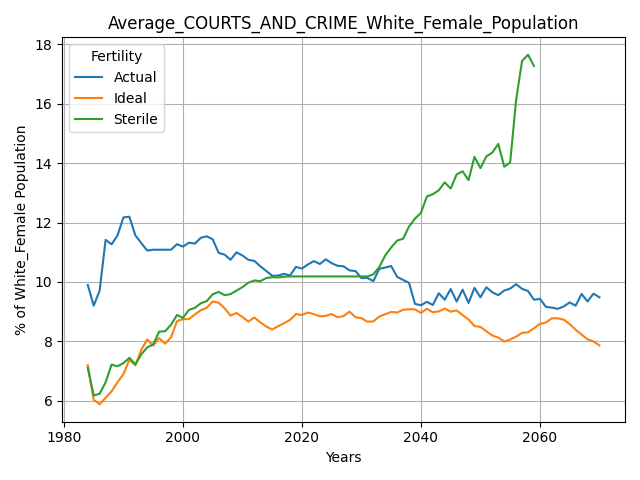 Average_COURTS_AND_CRIME_White_Female_Population
Fertility
Actual
Ideal
Sterile
% of White_Female Population
18
16
14
12
10
8
6
1980
2000
2020
2040
2060
Years